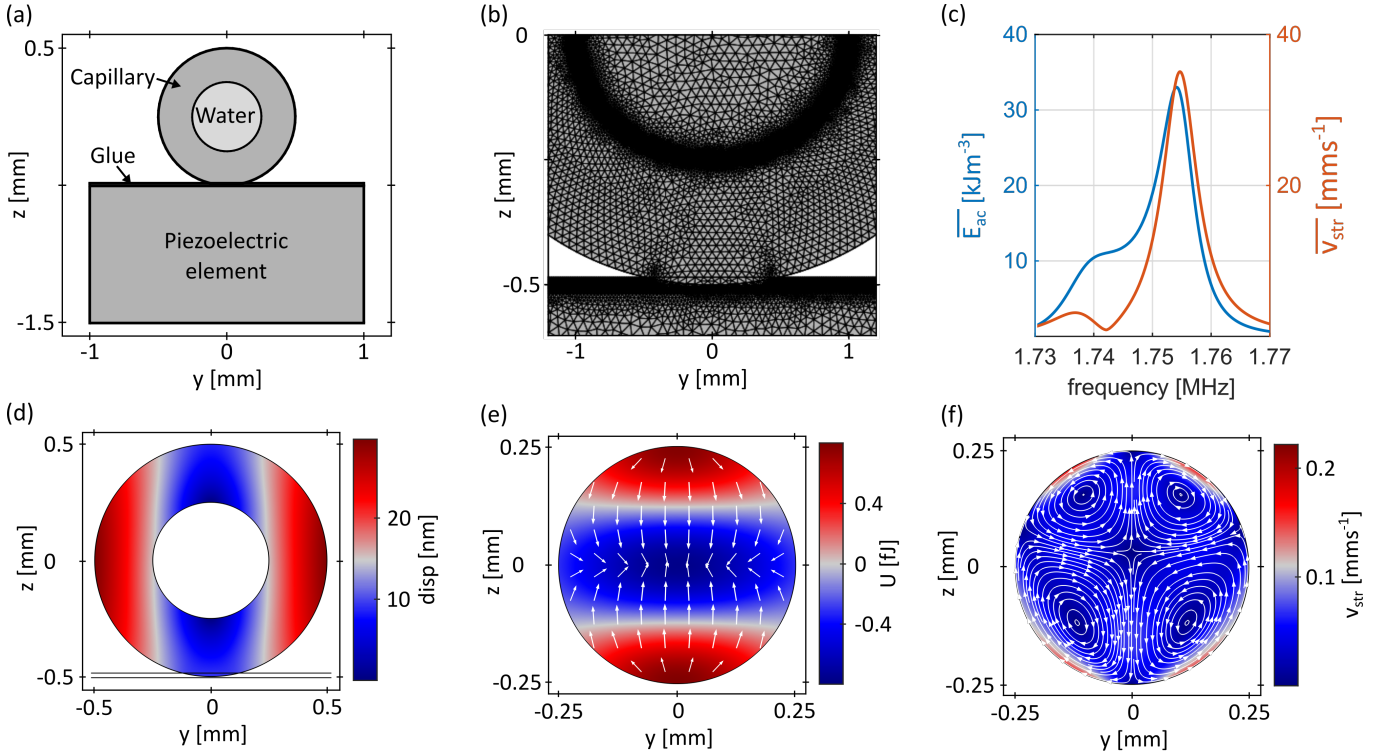 (a)
0.5
Capillary
Water
Glue
z [mm]
Piezoelectric
element
-1.5
-1
0
1
y [mm]
(b)
0
z [mm]
-0.5
-1
0
1
y [mm]
(c)
40
30
20
10
E̅ac [kJm⁻³]
40
20
v̅str [mms⁻¹]
1.73
1.74
1.75
1.76
1.77
frequency [MHz]
(d)
0.5
0
-0.5
z [mm]
-0.5
0
0.5
y [mm]
20
10
disp [nm]
(e)
0.25
0
-0.25
z [mm]
-0.25
0
0.25
y [mm]
0.4
0
-0.4
U [fJ]
(f)
0.25
0
-0.25
z [mm]
-0.25
0
0.25
y [mm]
0.2
0.1
vstr [mms⁻¹]